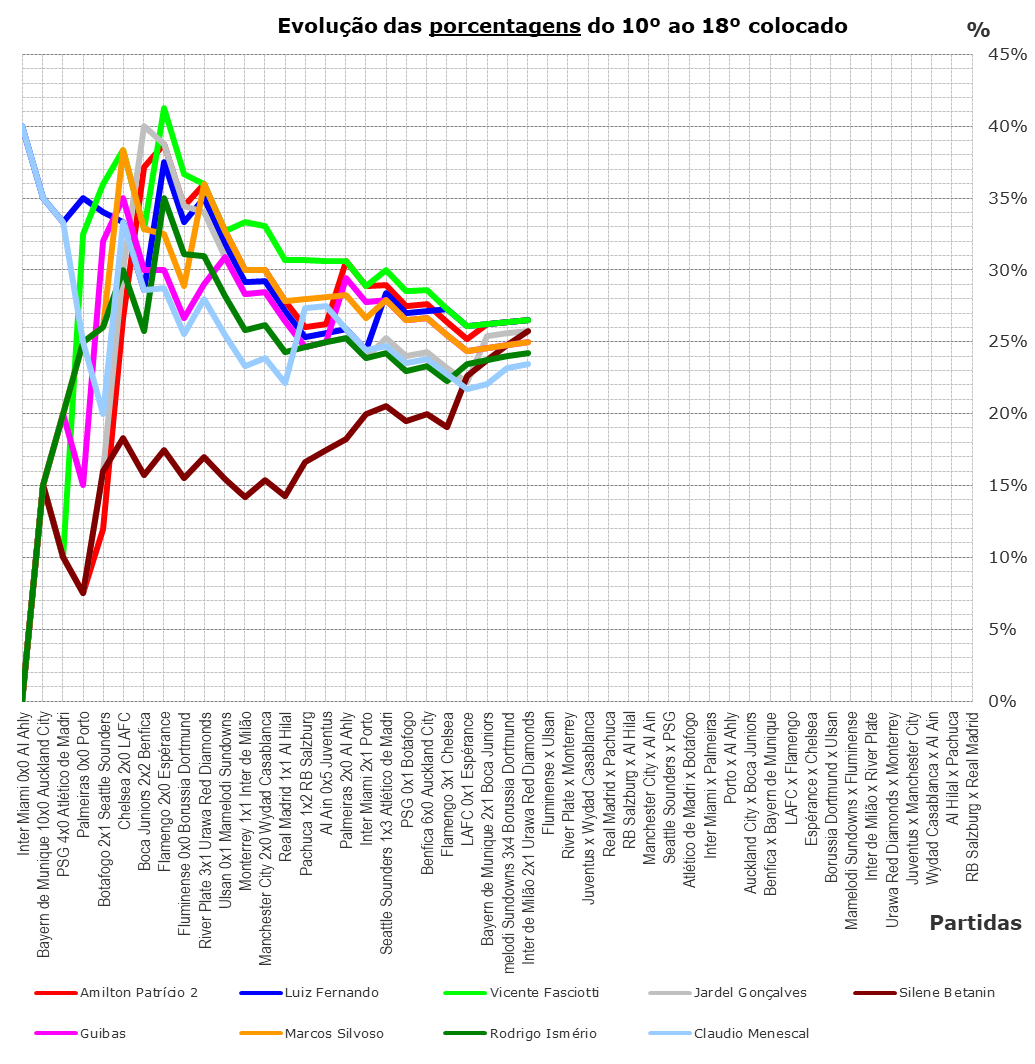 Evolução das porcentagens do 10º ao 18º colocado
%
45%
40%
35%
30%
25%
20%
15%
10%
5%
0%
Inter Miami 0x0 Al Ahly
Bayern de Munique 10x0 Auckland City
PSG 4x0 Atlético de Madri
Palmeiras 0x0 Porto
Botafogo 2x1 Seattle Sounders
Chelsea 2x0 LAFC
Boca Juniors 2x2 Benfica
Flamengo 2x0 Espérance
Fluminense 0x0 Borussia Dortmund
River Plate 3x1 Urawa Red Diamonds
Ulsan 0x1 Mamelodi Sundowns
Monterrey 1x1 Inter de Milão
Manchester City 2x0 Wydad Casablanca
Real Madrid 1x1 Al Hilal
Pachuca 1x2 RB Salzburg
Al Ain 0x5 Juventus
Palmeiras 2x0 Al Ahly
Inter Miami 2x1 Porto
Seattle Sounders 1x3 Atlético de Madri
PSG 0x1 Botafogo
Benfica 6x0 Auckland City
Flamengo 3x1 Chelsea
LAFC 0x1 Espérance
Bayern de Munique 2x1 Boca Juniors
melodi Sundowns 3x4 Borussia Dortmund
Inter de Milão 2x1 Urawa Red Diamonds
Fluminense x Ulsan
River Plate x Monterrey
Juventus x Wydad Casablanca
Real Madrid x Pachuca
RB Salzburg x Al Hilal
Manchester City x Al Ain
Seattle Sounders x PSG
Atlético de Madri x Botafogo
Inter Miami x Palmeiras
Porto x Al Ahly
Auckland City x Boca Juniors
Benfica x Bayern de Munique
LAFC x Flamengo
Espérance x Chelsea
Borussia Dortmund x Ulsan
Mamelodi Sundowns x Fluminense
Inter de Milão x River Plate
Urawa Red Diamonds x Monterrey
Juventus x Manchester City
Wydad Casablanca x Al Ain
Al Hilal x Pachuca
RB Salzburg x Real Madrid
Partidas
Amilton Patrício 2 Luiz Fernando Vicente Fasciotti Jardel Gonçalves Silene Betanin
Guibas Marcos Silvoso Rodrigo Ismério Claudio Menescal